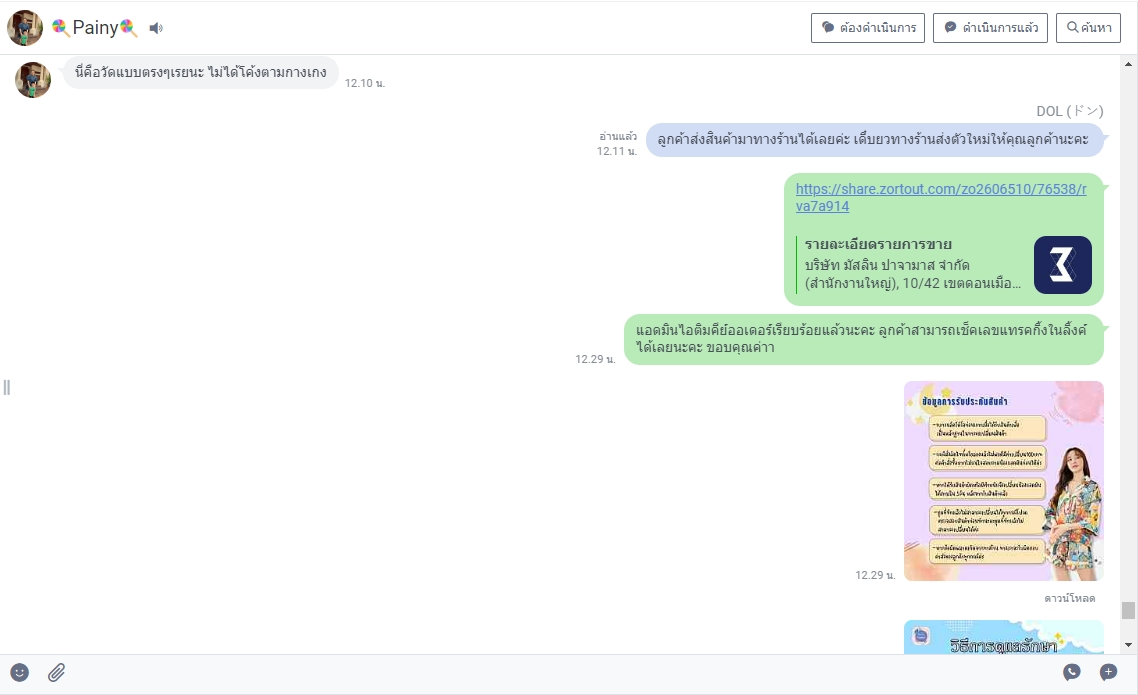 Painy
ต้องดำเนินการ
ดำเนินการแล้ว
ค้นหา
นี่คือวัดแบบตรงๆเรยนะ ไม่ได้โค้งตามกางเกง
12.10 น.
DOL (ドン)
อ่านแล้ว
12.11 น.
ลูกค้าส่งสินค้ามาทางร้านได้เลยค่ะ เดี๋ยวทางร้านส่งตัวใหม่ให้คุณลูกค้านะคะ
https://share.zortout.com/zo2606510/76538/r
va7a914
รายละเอียดรายการขาย
บริษัท มัสลิน ปาจามาส จำกัด
(สำนักงานใหญ่), 10/42 เขตดอนเมือ...
แอดมินไอติมคีย์ออเดอร์เรียบร้อยแล้วนะคะ ลูกค้าสามารถเช็คเลขแทรคกิ้งในลิ้งค์
ได้เลยนะคะ ขอบคุณค่าา
12.29 น.
ข้อมูลการรับประกันสินค้า
12.29 น.
ดาวน์โหลด
วิธีการดูแลรักษา